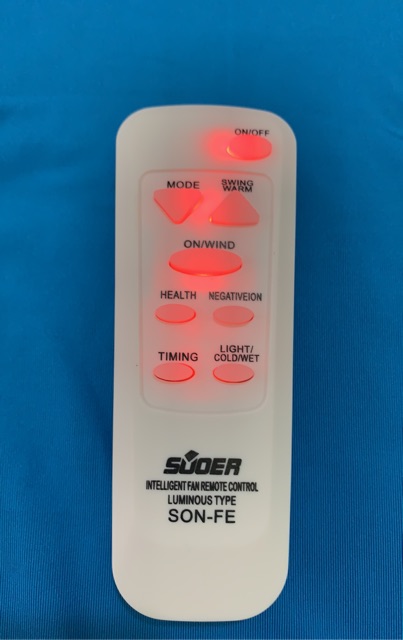 ON/OFF
MODE
SWING
WARM
ON/WIND
HEALTH
NEGATIVEION
TIMING
LIGHT/
COLD/WET
SUOER
INTELLIGENT FAN REMOTE CONTROL
LUMINOUS TYPE
SON-FE